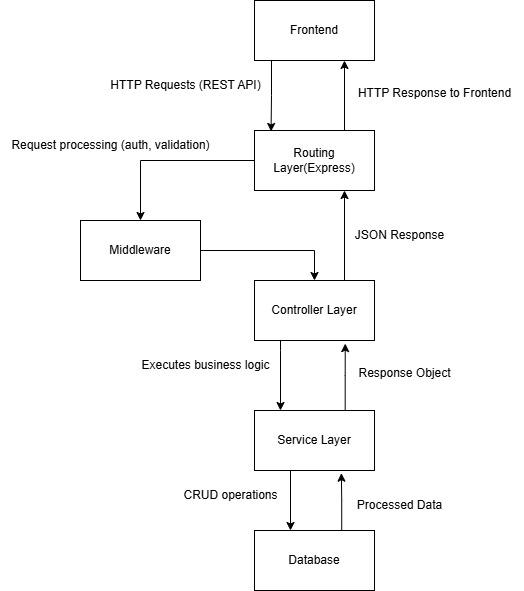 Frontend
HTTP Requests (REST API)
HTTP Response to Frontend
Request processing (auth, validation)
Routing
Layer(Express)
JSON Response
Middleware
Controller Layer
Executes business logic
Response Object
Service Layer
CRUD operations
Processed Data
Database